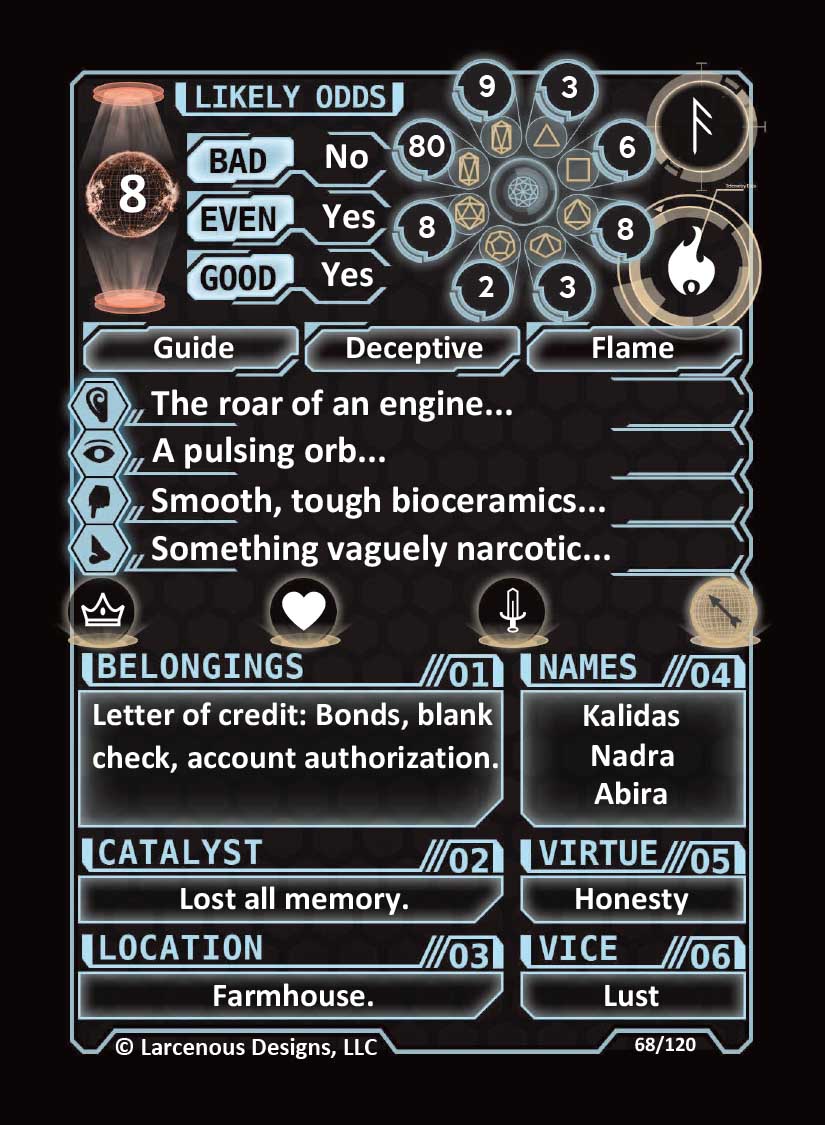 LIKELY ODDS
8
BAD No
EVEN Yes
GOOD Yes
9
3
80
6
8
8
2
3
Telemetry Data
Guide
Deceptive
Flame
The roar of an engine...
A pulsing orb...
Smooth, tough bioceramics...
Something vaguely narcotic...
BELONGINGS ///01
Letter of credit: Bonds, blank
check, account authorization.
NAMES ///04
Kalidas
Nadra
Abira
CATALYST ///02
Lost all memory.
VIRTUE ///05
Honesty
LOCATION ///03
Farmhouse.
VICE ///06
Lust
© Larcenous Designs, LLC
68/120